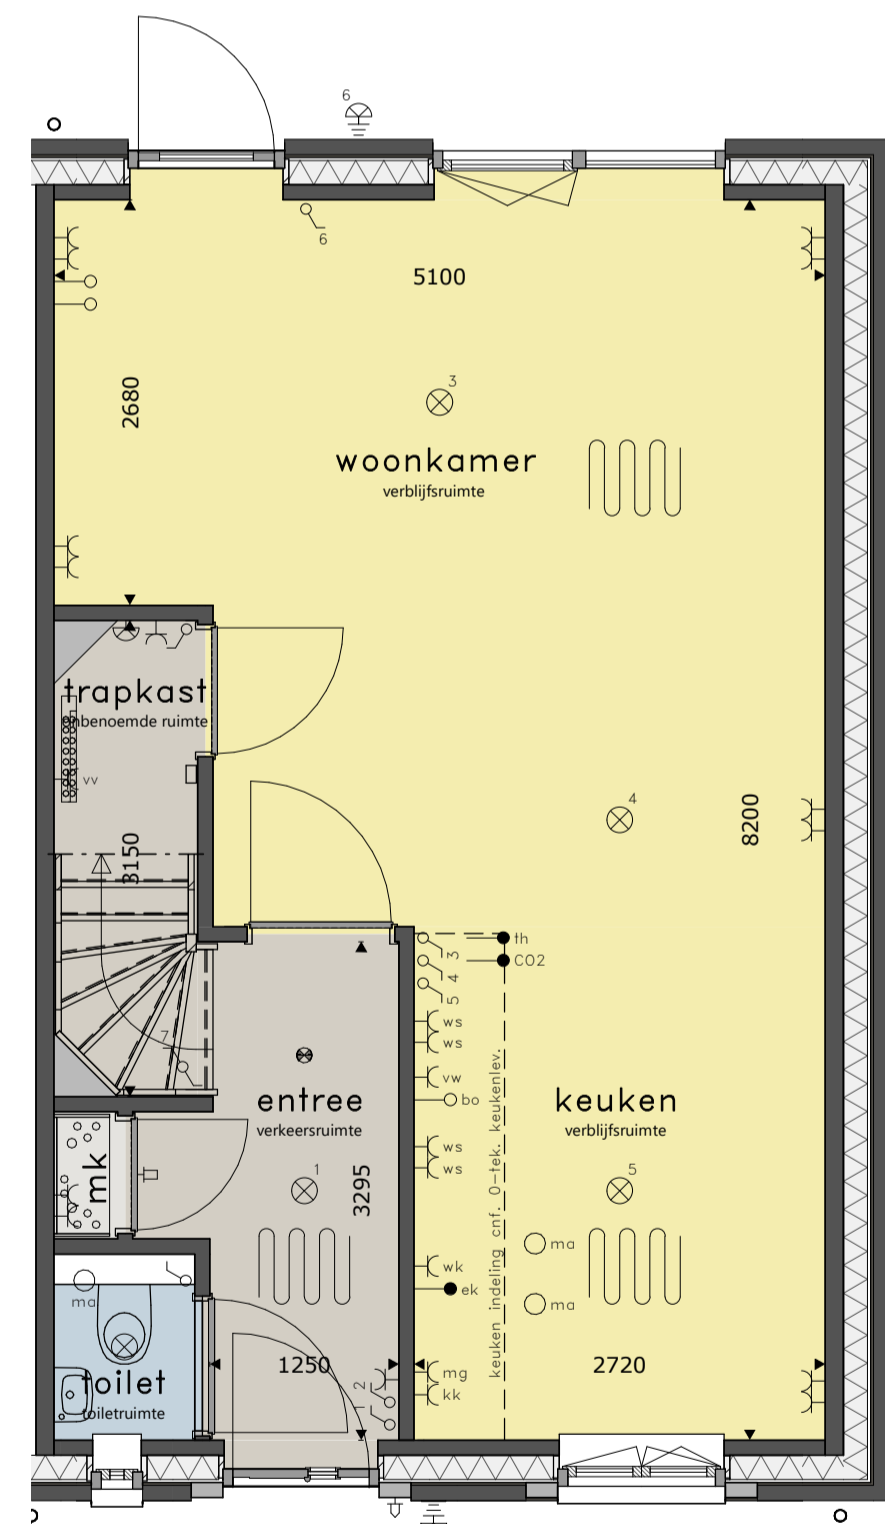 6
6
5100
2680
3
woonkamer
verblijfsruimte
trapkast
onbenoemde ruimte
vv
3150
4
8200
th
CO2
3
4
5
ws
ws
vw
bo
7
entree
verkeersruimte
keuken
verblijfsruimte
keuken indeling cnf. 0-tek. keukenlev.
mk
ws
ws
1
3295
5
ma
ma
wk
ek
ma
toilet
toiletruimte
1250
2720
2
1
mg
kk